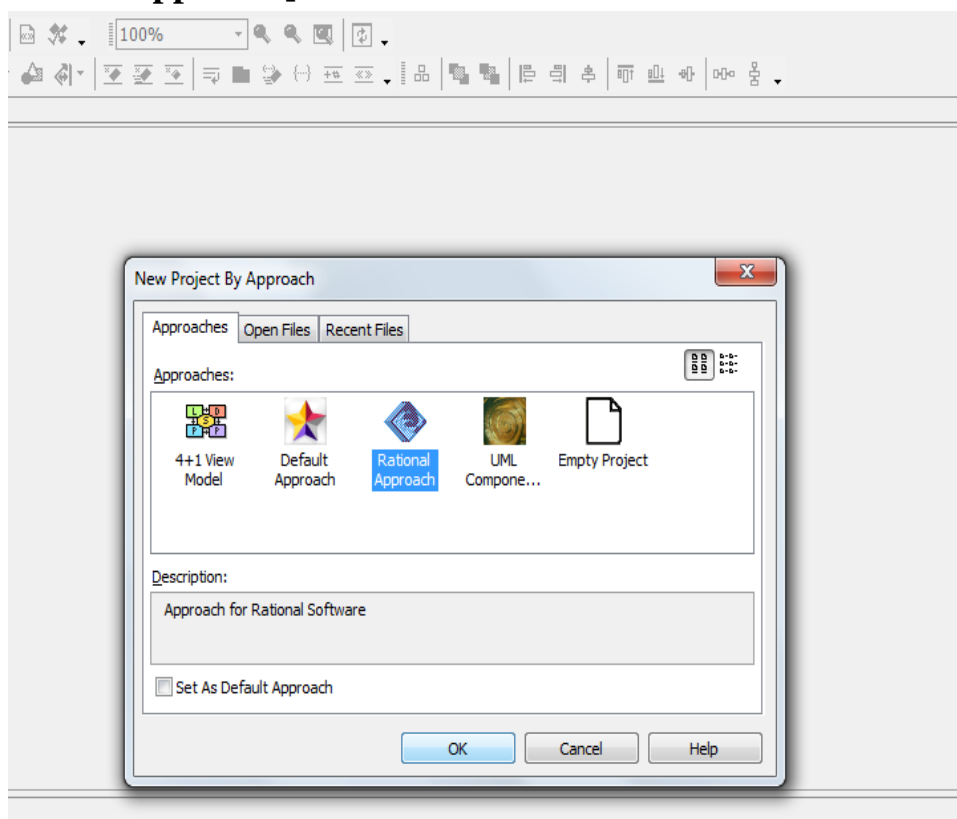 100%
New Project By Approach
Approaches
Open Files
Recent Files
Approaches:
4+1 View
Model
Default
Approach
Rational
Approach
UML
Compone...
Empty Project
Description:
Approach for Rational Software
Set As Default Approach
OK
Cancel
Help